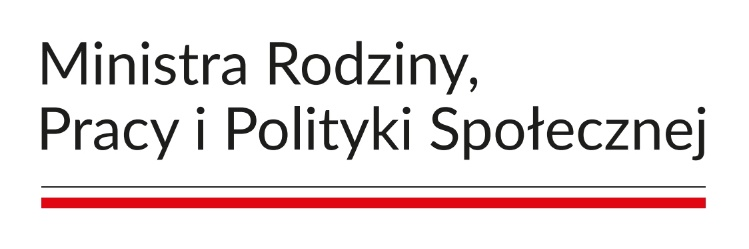 Ministra Rodziny,
Pracy i Polityki Społecznej